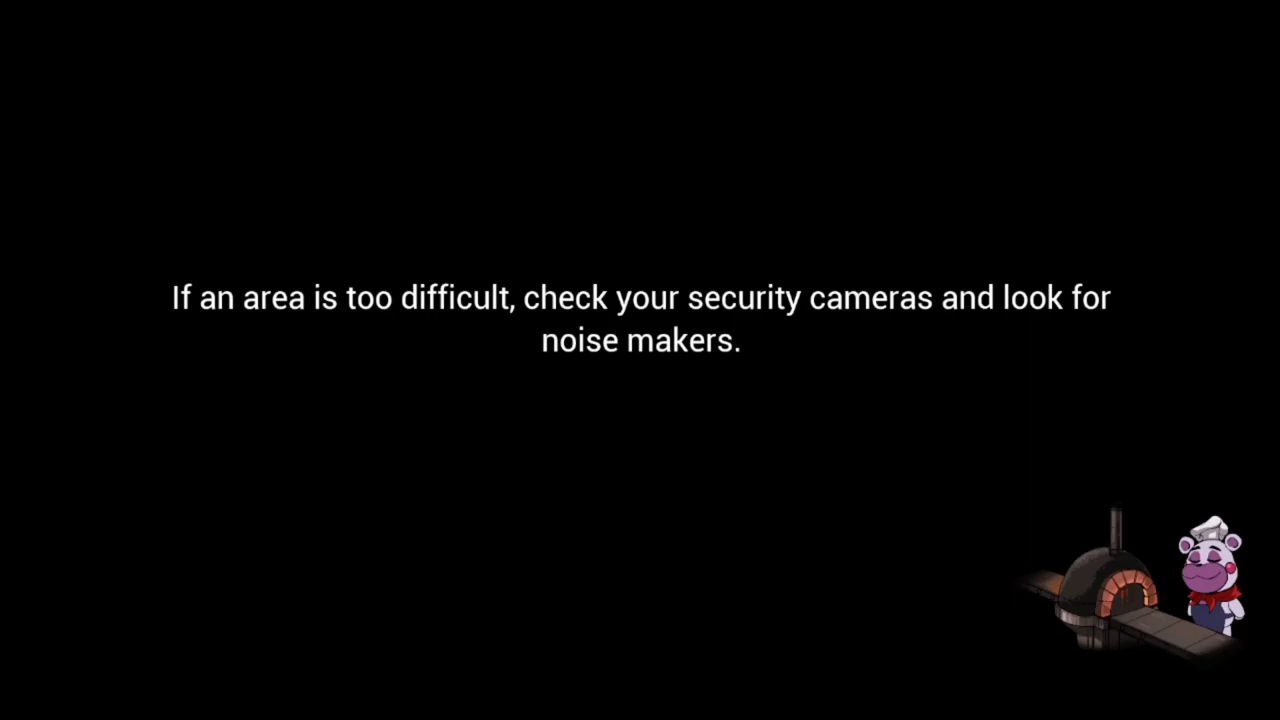 If an area is too difficult, check your security cameras and look for
noise makers.